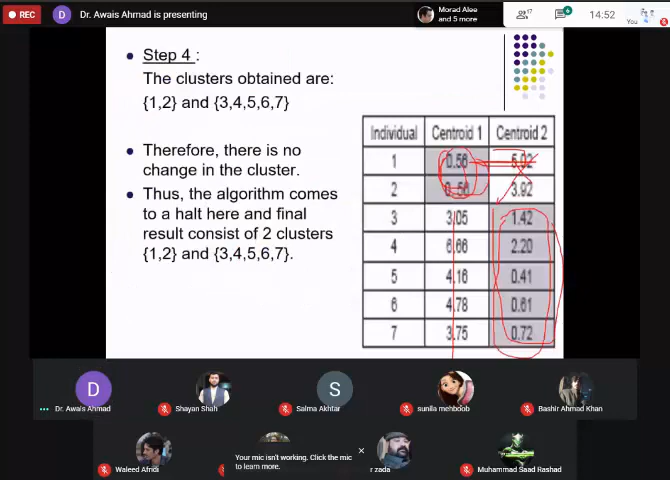 REC
D
Dr. Awais Ahmad is presenting
Morad Alee
and 5 more
17
6
14:52
You
• Step 4 :
The clusters obtained are:
{1,2} and {3,4,5,6,7}
• Therefore, there is no
change in the cluster.
• Thus, the algorithm comes
to a halt here and final
result consist of 2 clusters
{1,2} and {3,4,5,6,7}.
Individual Centroid 1 Centroid 2
1 0.56 5.02
2 0.56 3.92
3 3.05 1.42
4 6.66 2.20
5 4.16 0.41
6 4.78 0.61
7 3.75 0.72
D
S
Dr. Awais Ahmad
Shayan Shah
Salma Akhtar
sunila mehboob
Bashir Ahmad Khan
Waleed Afridi
Your mic isn't working. Click the mic
to learn more.
r zada
Muhammad Saad Rashad